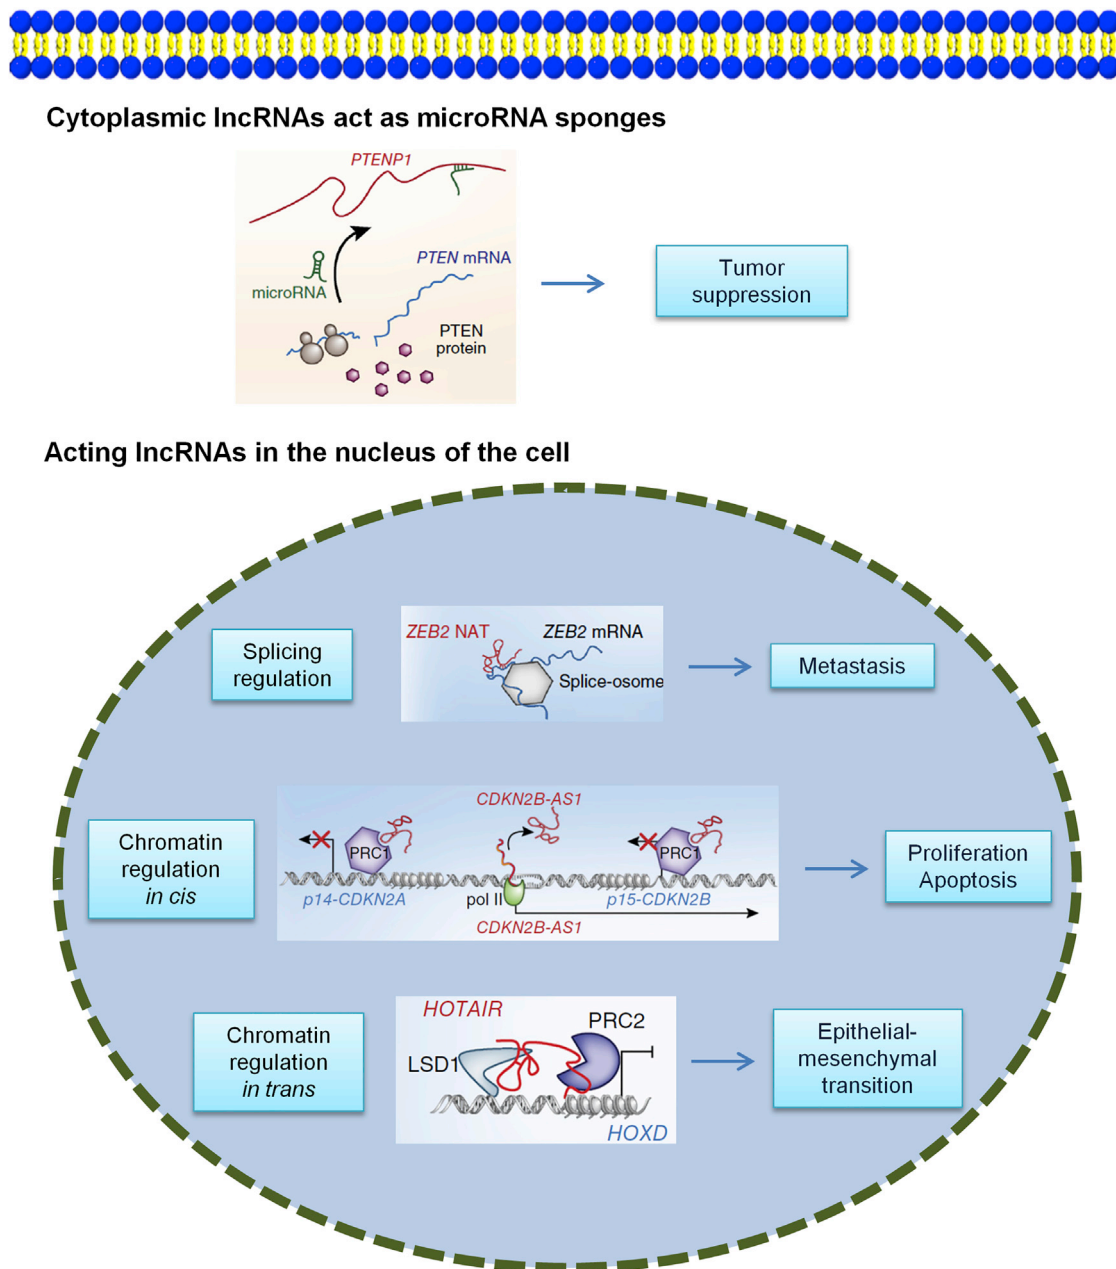 Cytoplasmic lncRNAs act as microRNA sponges
PTENP1
PTEN mRNA
microRNA
PTEN
protein
Tumor
suppression
Acting lncRNAs in the nucleus of the cell
Splicing
regulation
ZEB2 NAT
ZEB2 mRNA
Splice-osome
Metastasis
Chromatin
regulation
in cis
CDKN2B-AS1
PRC1
PRC1
p14-CDKN2A
pol II
p15-CDKN2B
CDKN2B-AS1
Proliferation
Apoptosis
Chromatin
regulation
in trans
HOTAIR
PRC2
LSD1
HOXD
Epithelial-
mesenchymal
transition